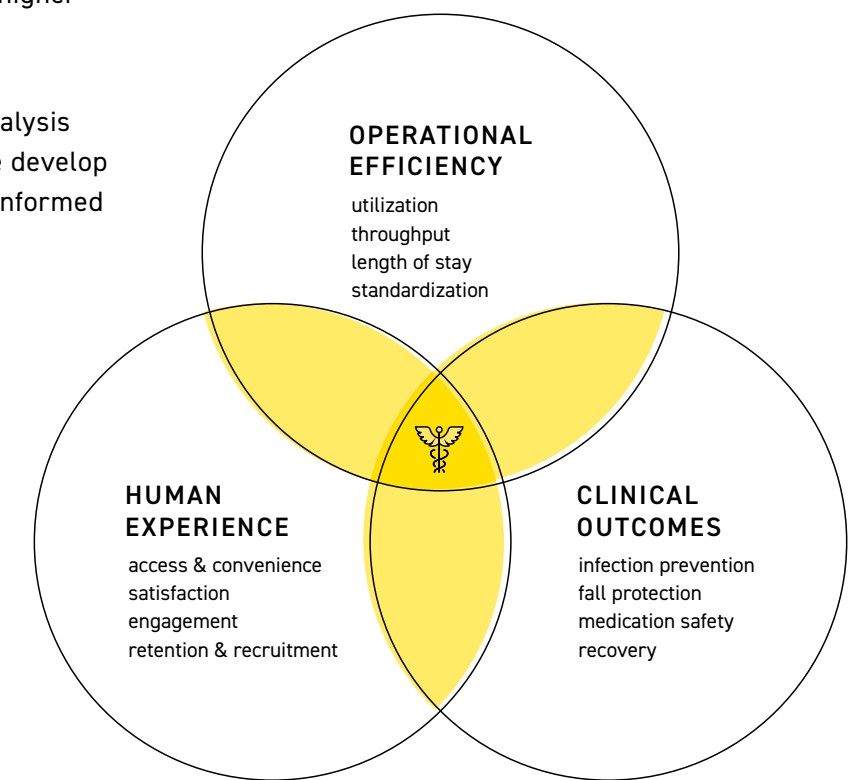 higher
alysis
develop
nformed
OPERATIONAL
EFFICIENCY
utilization
throughput
length of stay
standardization
HUMAN
EXPERIENCE
access & convenience
satisfaction
engagement
retention & recruitment
CLINICAL
OUTCOMES
infection prevention
fall protection
medication safety
recovery